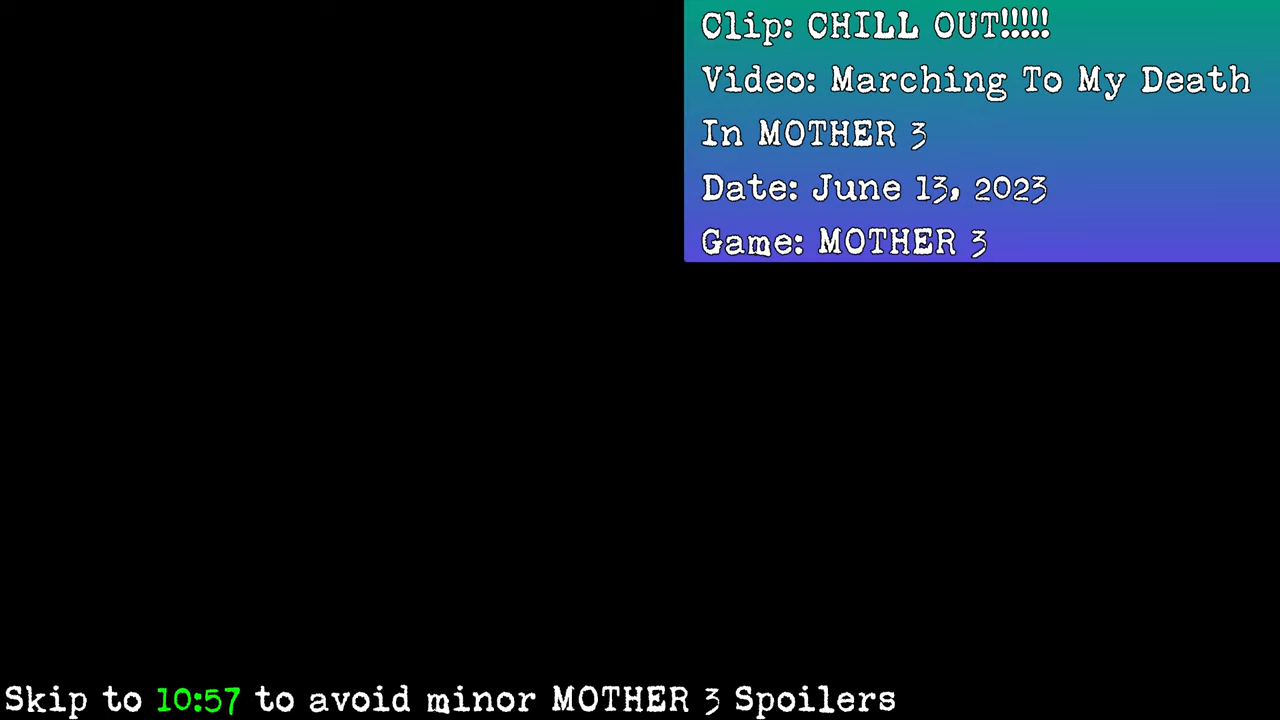 Clip: CHILL OUT!!!!!
Video: Marching To My Death
In MOTHER 3
Date: June 13, 2023
Game: MOTHER 3
Skip to 10:57 to avoid minor MOTHER 3 Spoilers